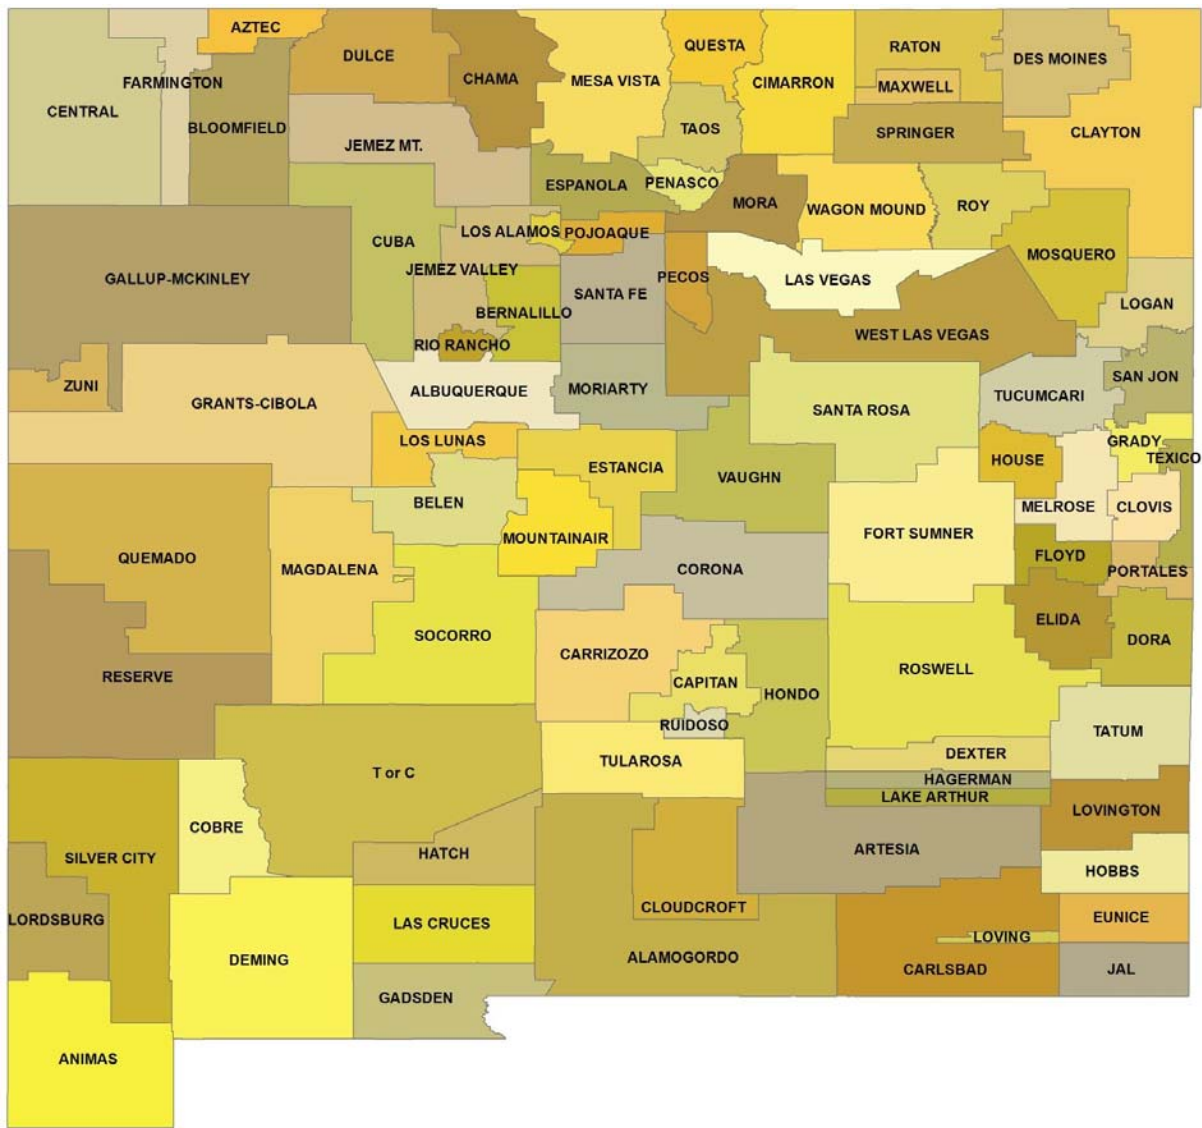 AZTEC
QUESTA
RATON
DULCE
DES MOINES
CHAMA
MESA VISTA
CIMARRON
FARMINGTON
MAXWELL
CENTRAL
BLOOMFIELD
TAOS
SPRINGER
CLAYTON
JEMEZ MT.
ESPANOLA
PENASCO
MORA
WAGON MOUND
ROY
LOS ALAMOS
POJOAQUE
CUBA
MOSQUERO
JEMEZ VALLEY
GALLUP-MCKINLEY
PECOS
LAS VEGAS
SANTA FE
LOGAN
BERNALILLO
WEST LAS VEGAS
RIO RANCHO
ZUNI
SAN JON
ALBUQUERQUE
MORIARTY
TUCUMCARI
GRANTS-CIBOLA
SANTA ROSA
LOS LUNAS
GRADY
TEXICO
HOUSE
ESTANCIA
VAUGHN
BELEN
MELROSE
CLOVIS
FORT SUMNER
MOUNTAINAIR
FLOYD
QUEMADO
MAGDALENA
CORONA
PORTALES
ELIDA
SOCORRO
DORA
CARRIZOZO
RESERVE
ROSWELL
CAPITAN
HONDO
RUIDOSO
TATUM
DEXTER
TULAROSA
T or C
HAGERMAN
LAKE ARTHUR
LOVINGTON
COBRE
ARTESIA
HATCH
SILVER CITY
HOBBS
CLOUDCROFT
LORDSBURG
EUNICE
LAS CRUCES
LOVING
ALAMOGORDO
DEMING
CARLSBAD
JAL
GADSDEN
ANIMAS